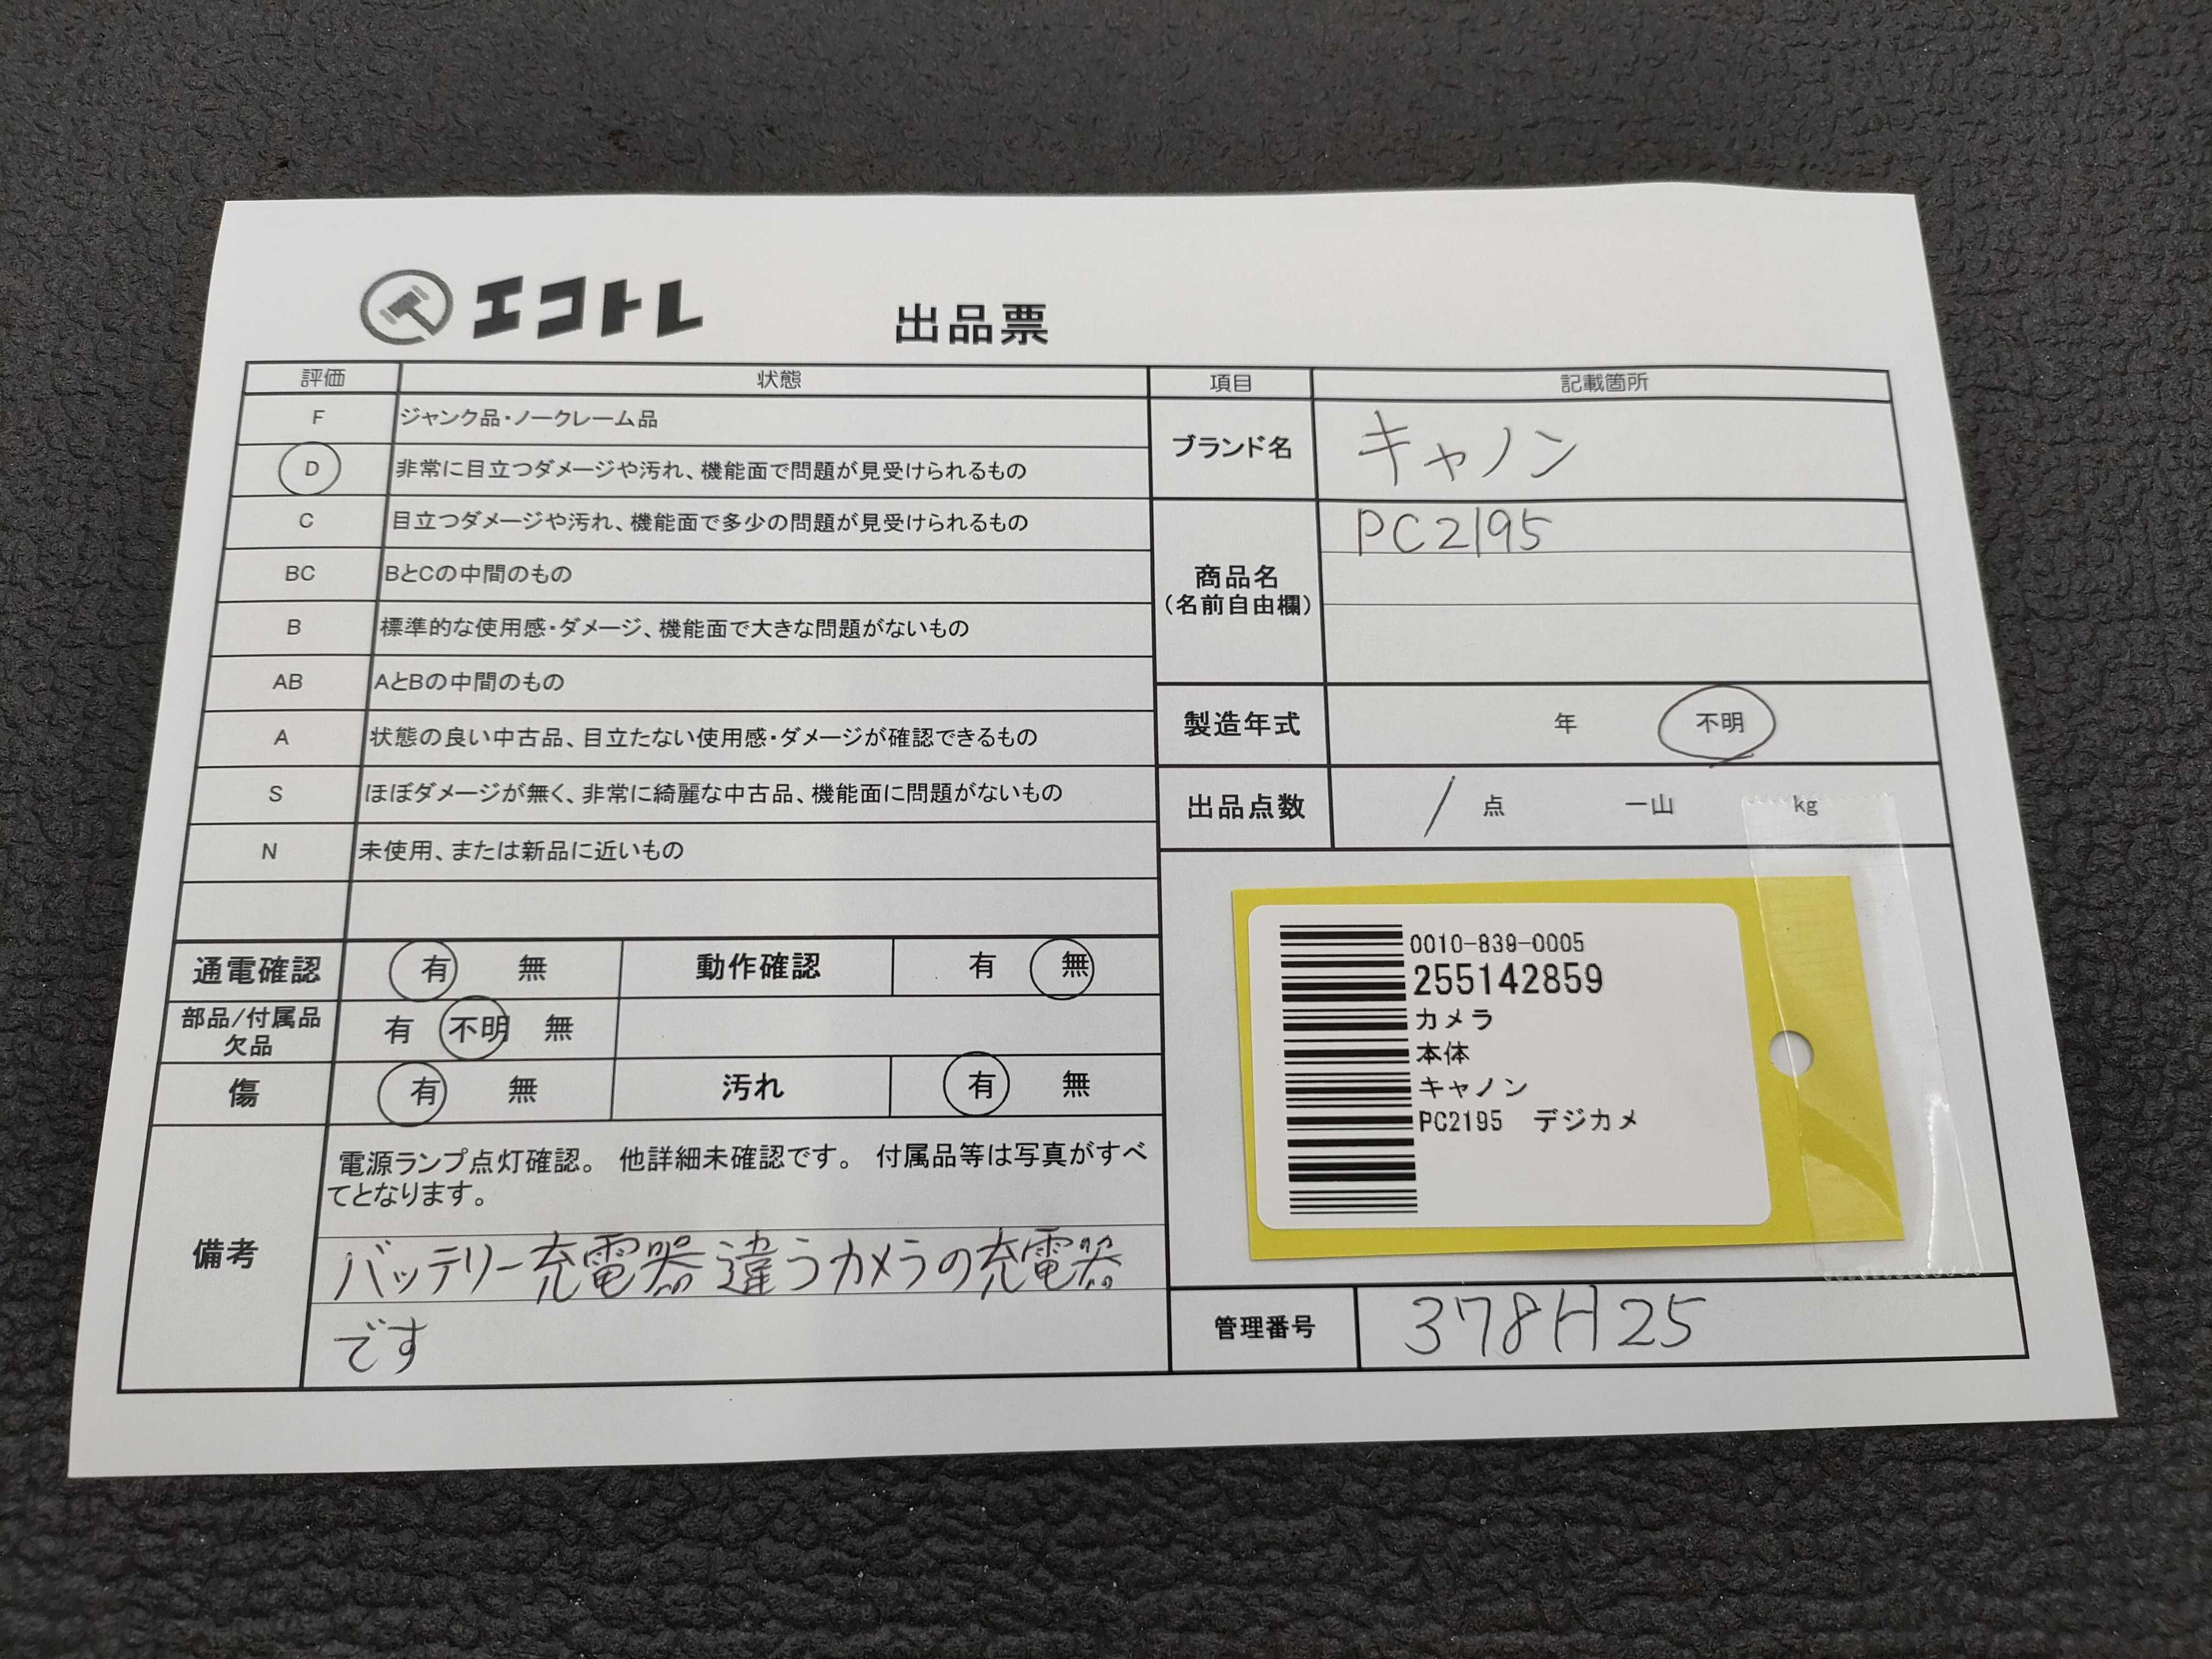 エコトレ
出品票
評価 状態
F ジャンク品・ノークレーム品
D 非常に目立つダメージや汚れ、機能面で問題が見受けられるもの
C 目立つダメージや汚れ、機能面で多少の問題が見受けられるもの
BC BとCの中間のもの
B 標準的な使用感・ダメージ、機能面で大きな問題がないもの
AB AとBの中間のもの
A 状態の良い中古品、目立たない使用感・ダメージが確認できるもの
S ほぼダメージが無く、非常に綺麗な中古品、機能面に問題がないもの
N 未使用、または新品に近いもの
通電確認 有 無 動作確認 有 無
部品/付属品
欠品
有 不明 無
傷 有 無 汚れ 有 無
備考
電源ランプ点灯確認。 他詳細未確認です。 付属品等は写真がすべ
てとなります。
バッテリー充電器違うカメラの充電器
です
項目 記載箇所
ブランド名 キャノン
商品名
(名前自由欄)
PC2195
製造年式 年 不明
出品点数 / 点 一山 kg
0010-839-0005
255142859
カメラ
本体
キャノン
PC2195 デジカメ
管理番号 378H25